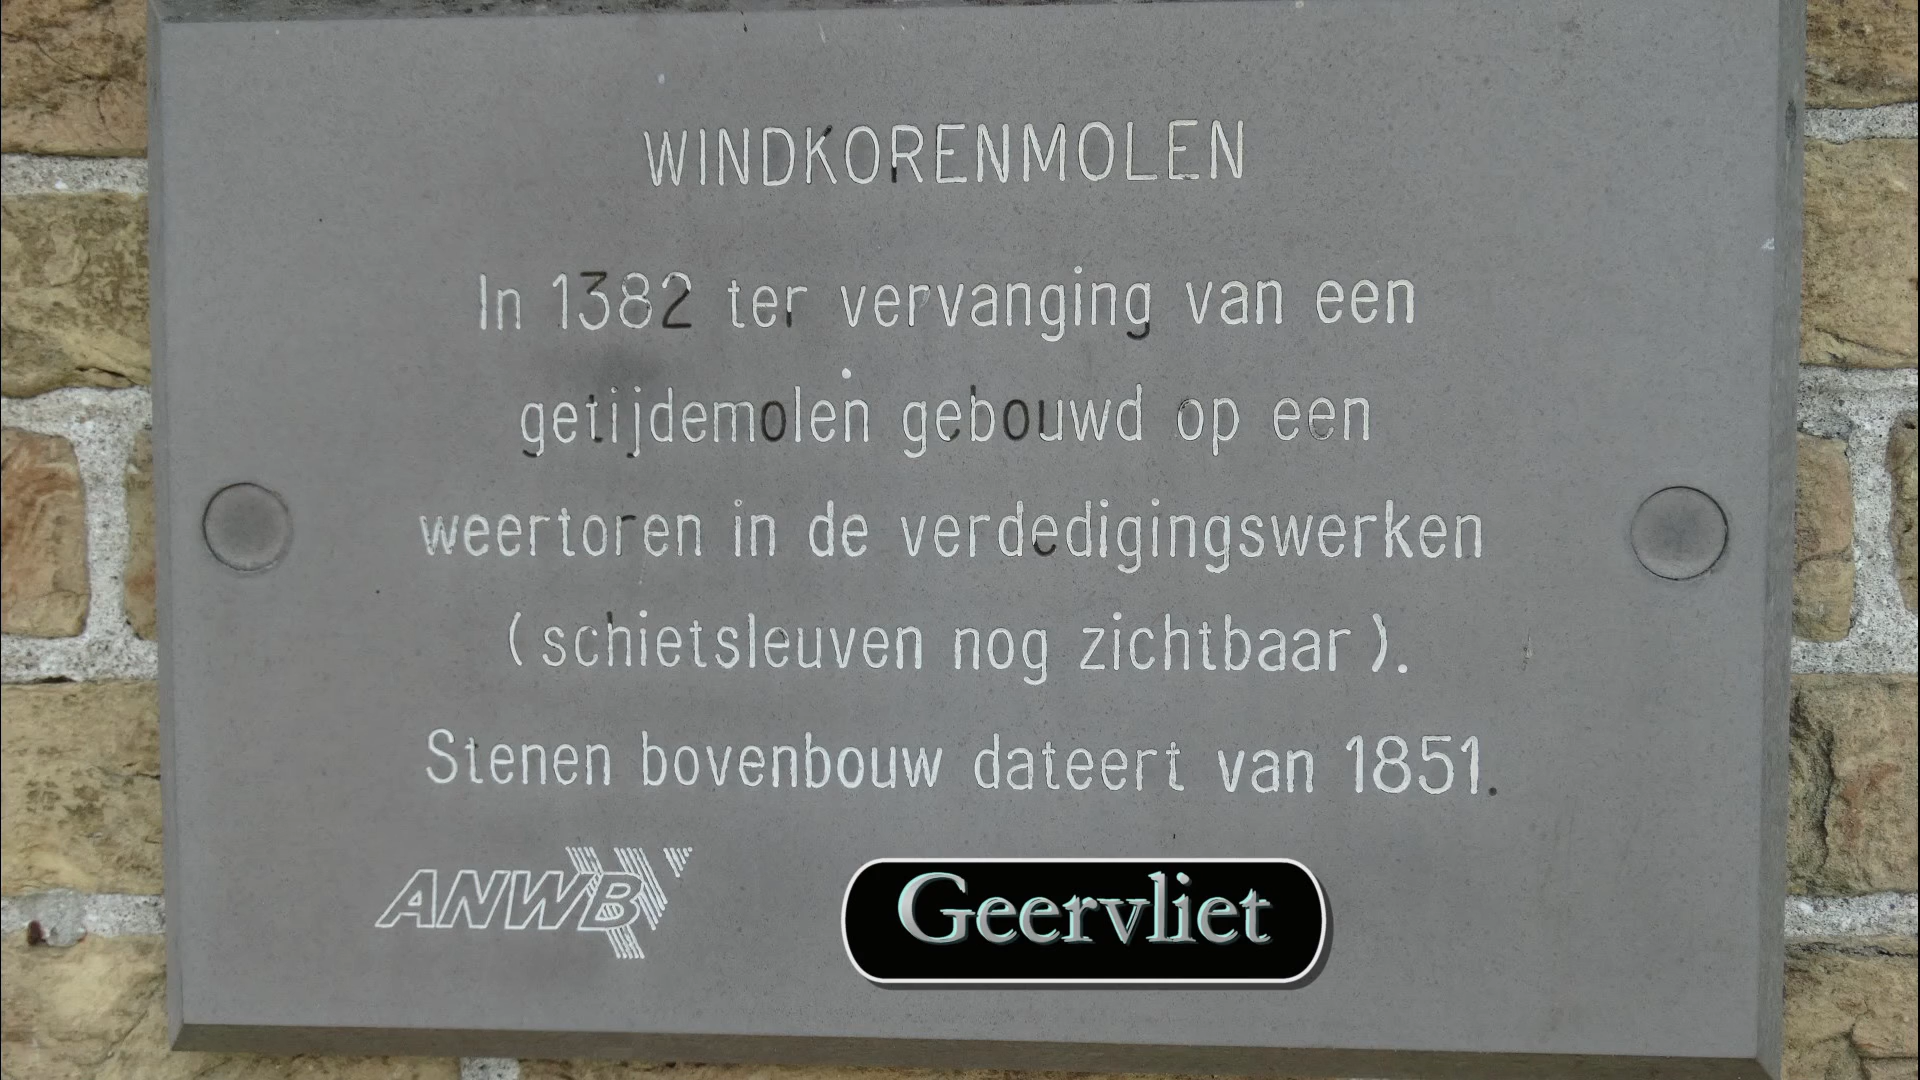 WINDKORENMOLEN
In 1382 ter vervanging van een
getijdemolen gebouwd op een
weertoren in de verdedigingswerken
(schietsleuven nog zichtbaar).
Stenen bovenbouw dateert van 1851.
ANWB
Geervliet